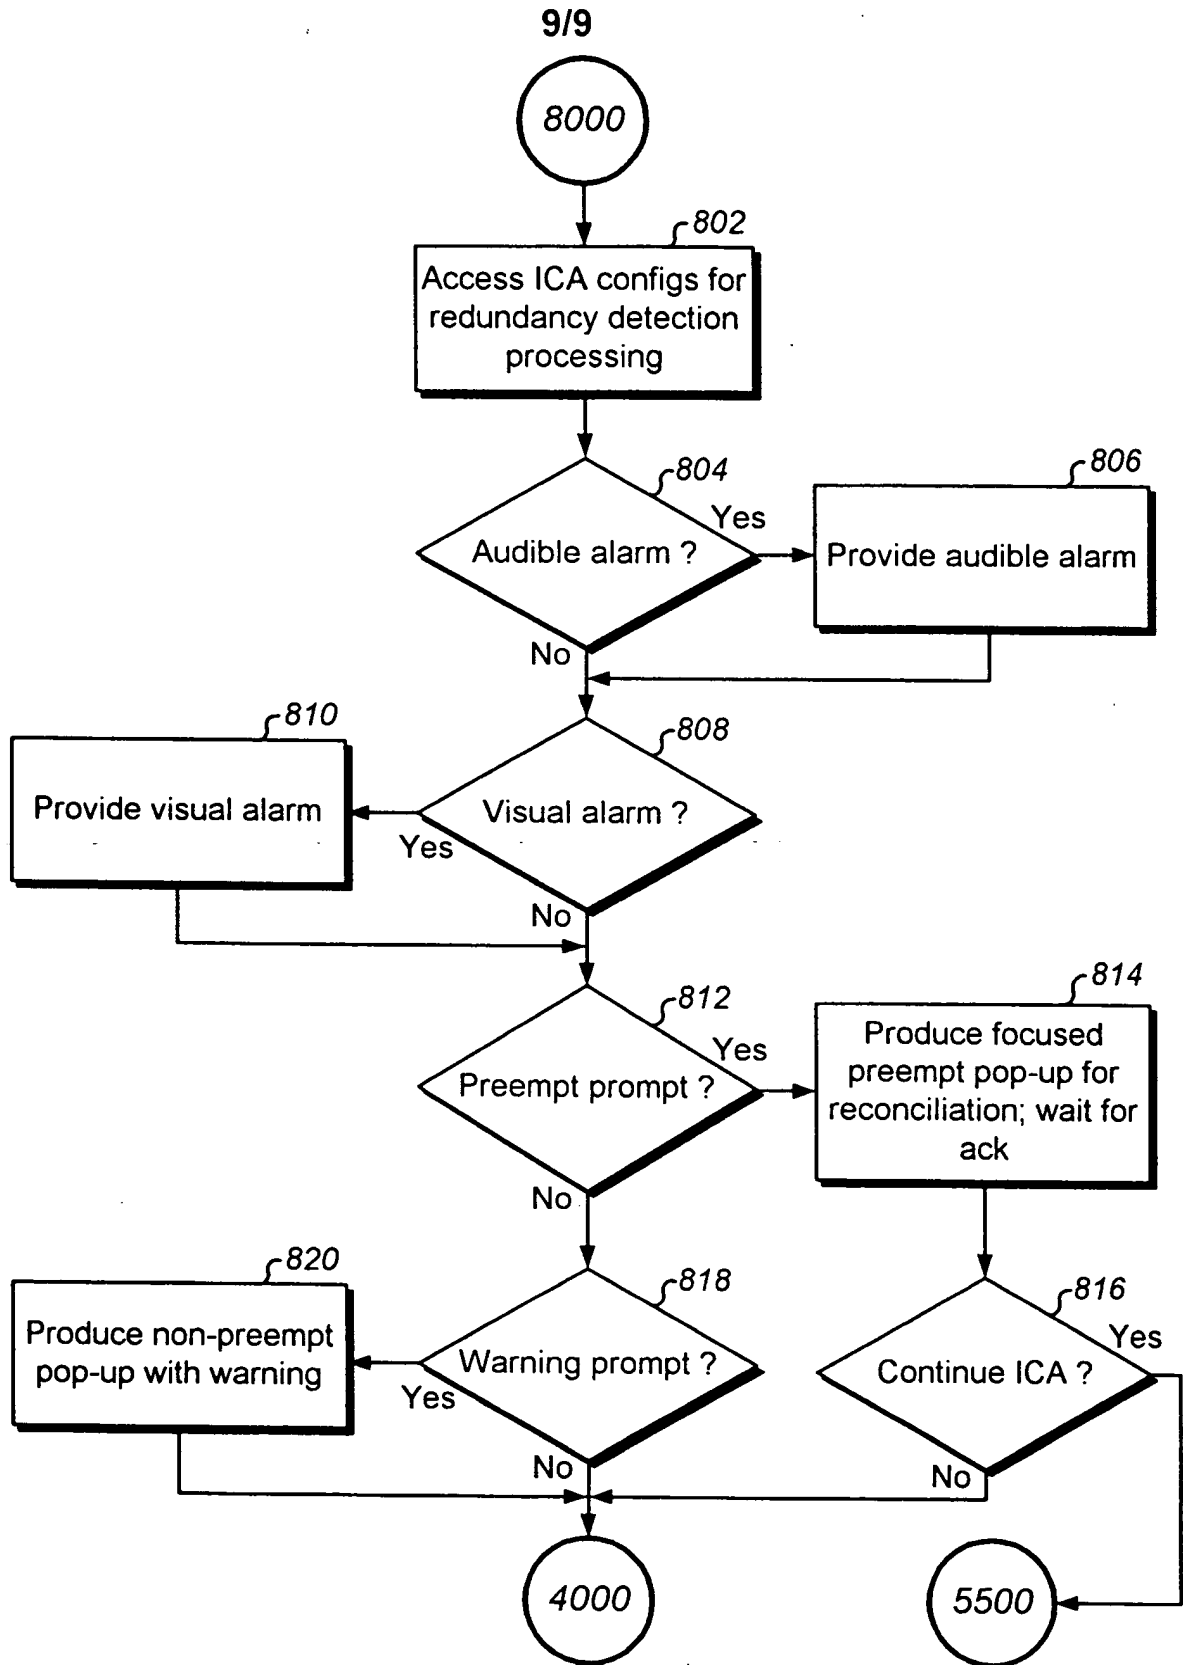 9/9
8000
802
Access ICA configs for
redundancy detection
processing
804
Audible alarm ?
Yes
No
806
Provide audible alarm
808
Visual alarm ?
Yes
No
810
Provide visual alarm
812
Preempt prompt ?
Yes
No
814
Produce focused
preempt pop-up for
reconciliation; wait for
ack
816
Continue ICA ?
Yes
No
818
Warning prompt ?
Yes
No
820
Produce non-preempt
pop-up with warning
4000
5500